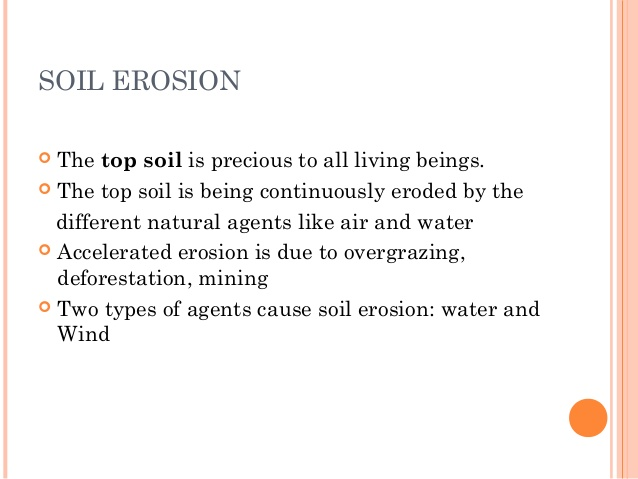 SOIL EROSION
The top soil is precious to all living beings.
The top soil is being continuously eroded by the
different natural agents like air and water
Accelerated erosion is due to overgrazing,
deforestation, mining
Two types of agents cause soil erosion: water and
Wind